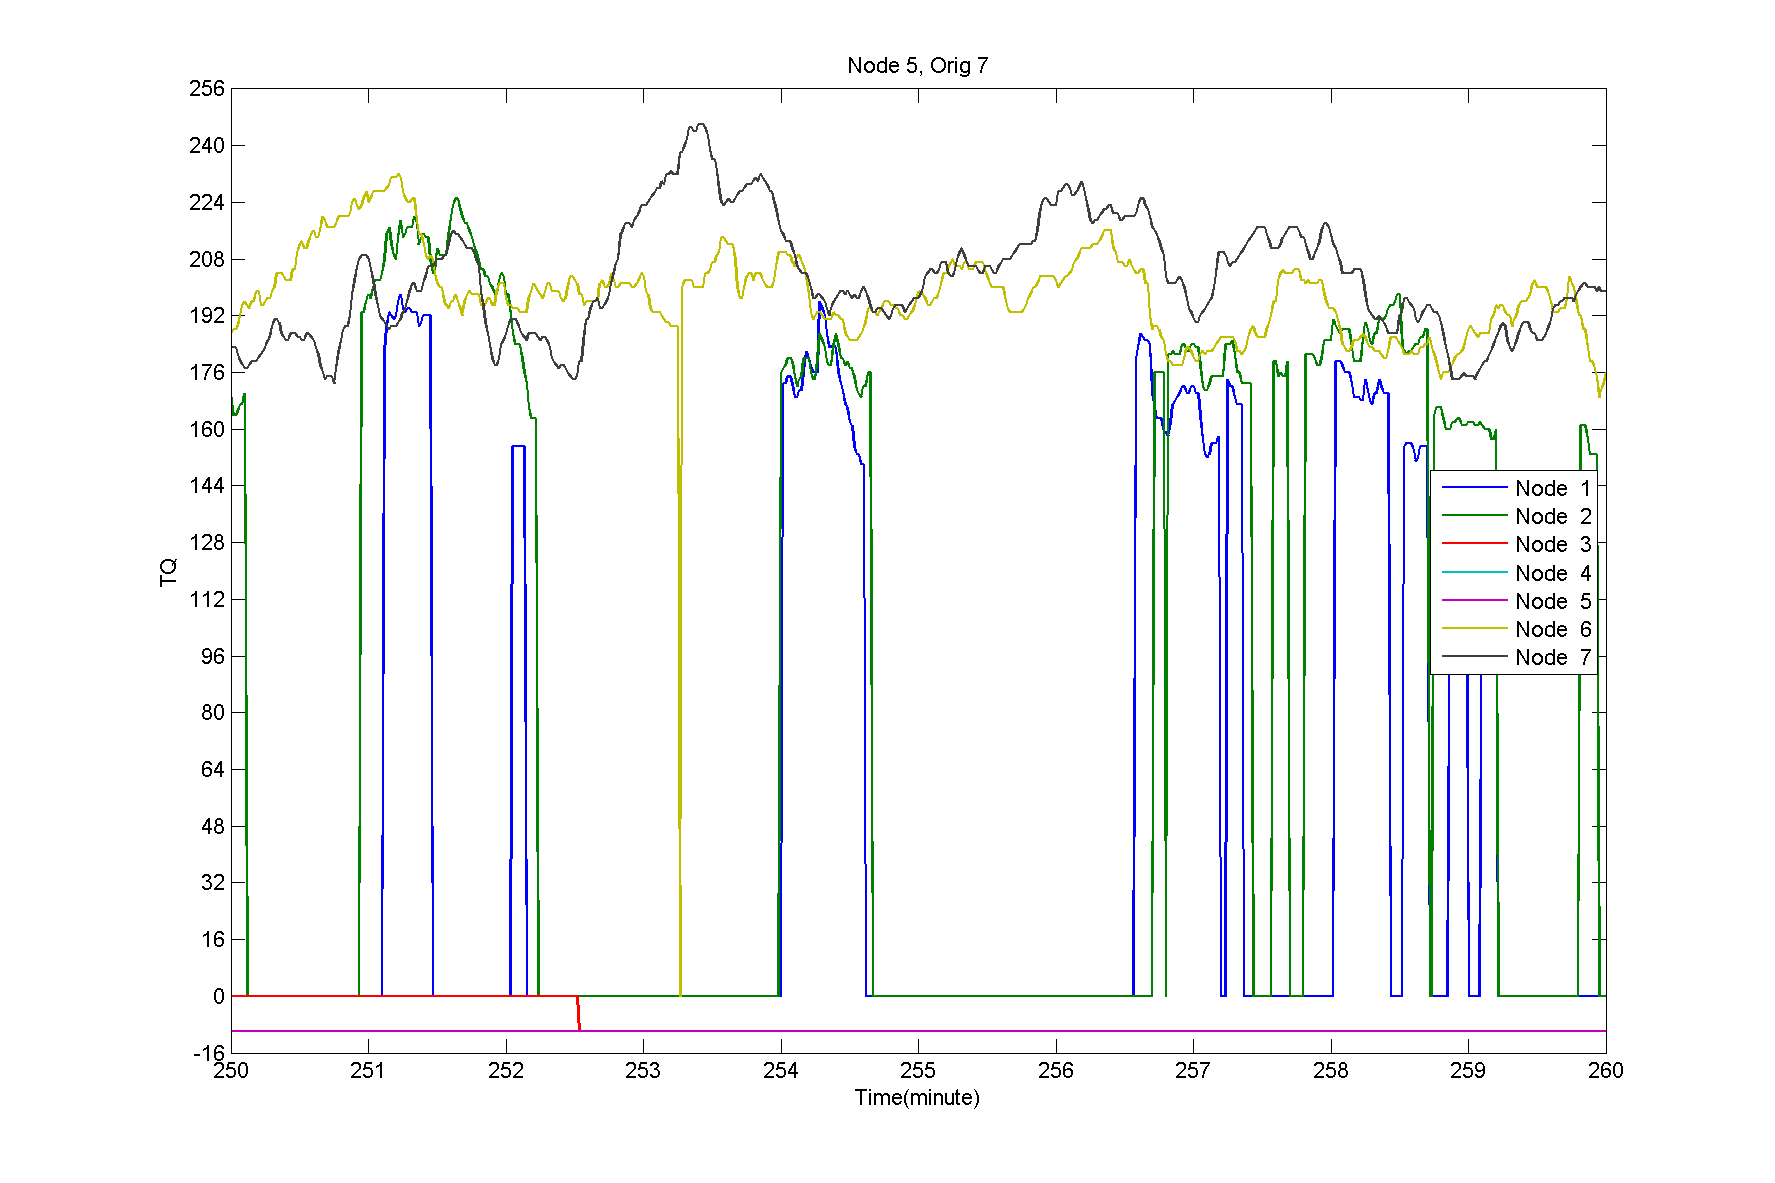 Node 5, Orig 7
256
240
224
208
192
176
160
144
128
112
96
80
64
48
32
16
0
-16
TQ
250 251 252 253 254 255 256 257 258 259 260
Time(minute)
Node 1
Node 2
Node 3
Node 4
Node 5
Node 6
Node 7